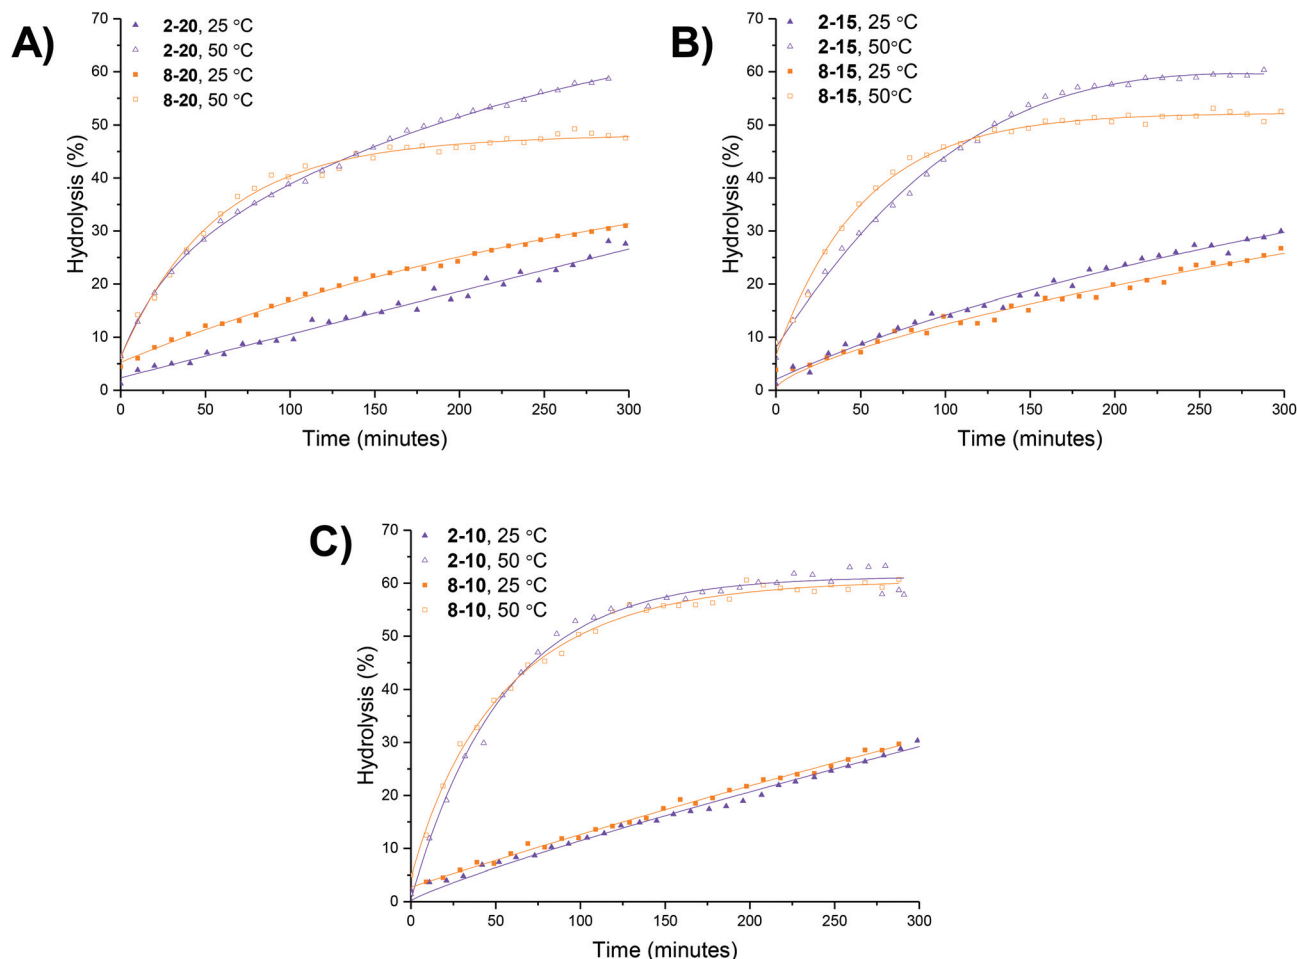 A)
2-20, 25 °C
2-20, 50 °C
8-20, 25 °C
8-20, 50 °C
Hydrolysis (%)
70
60
50
40
30
20
10
0
0 50 100 150 200 250 300
Time (minutes)
B)
2-15, 25 °C
2-15, 50°C
8-15, 25 °C
8-15, 50°C
Hydrolysis (%)
70
60
50
40
30
20
10
0
0 50 100 150 200 250 300
Time (minutes)
C)
2-10, 25 °C
2-10, 50 °C
8-10, 25 °C
8-10, 50 °C
Hydrolysis (%)
70
60
50
40
30
20
10
0
0 50 100 150 200 250 300
Time (minutes)